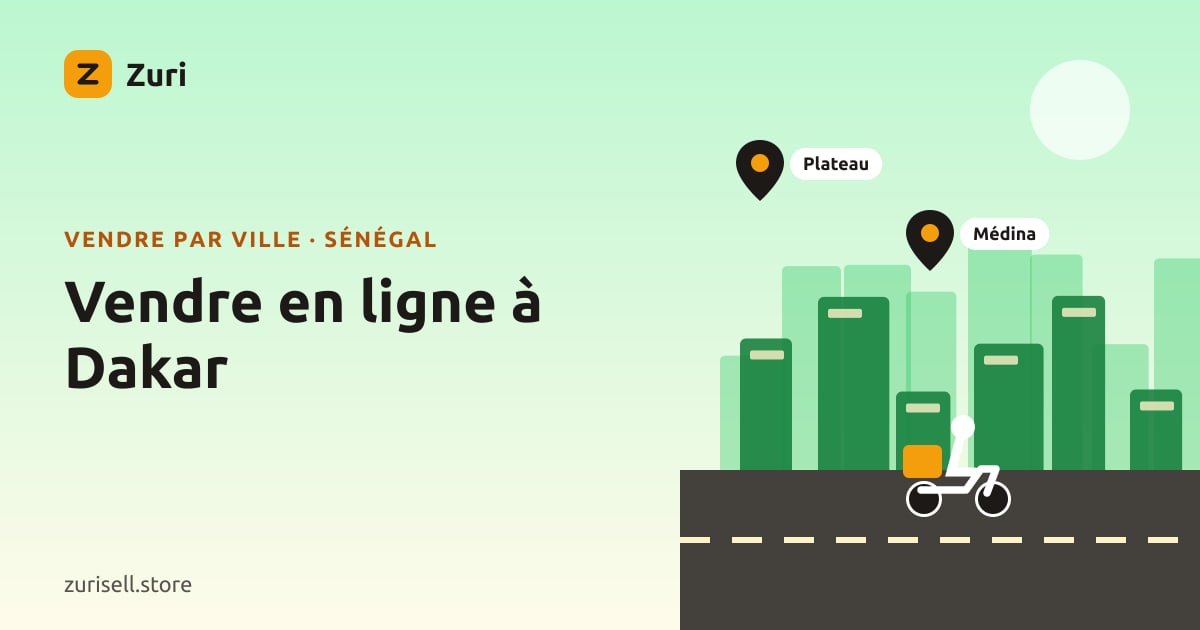 Z Zuri
Plateau
Médina
VENDRE PAR VILLE · SÉNÉGAL
Vendre en ligne à
Dakar
zurisell.store